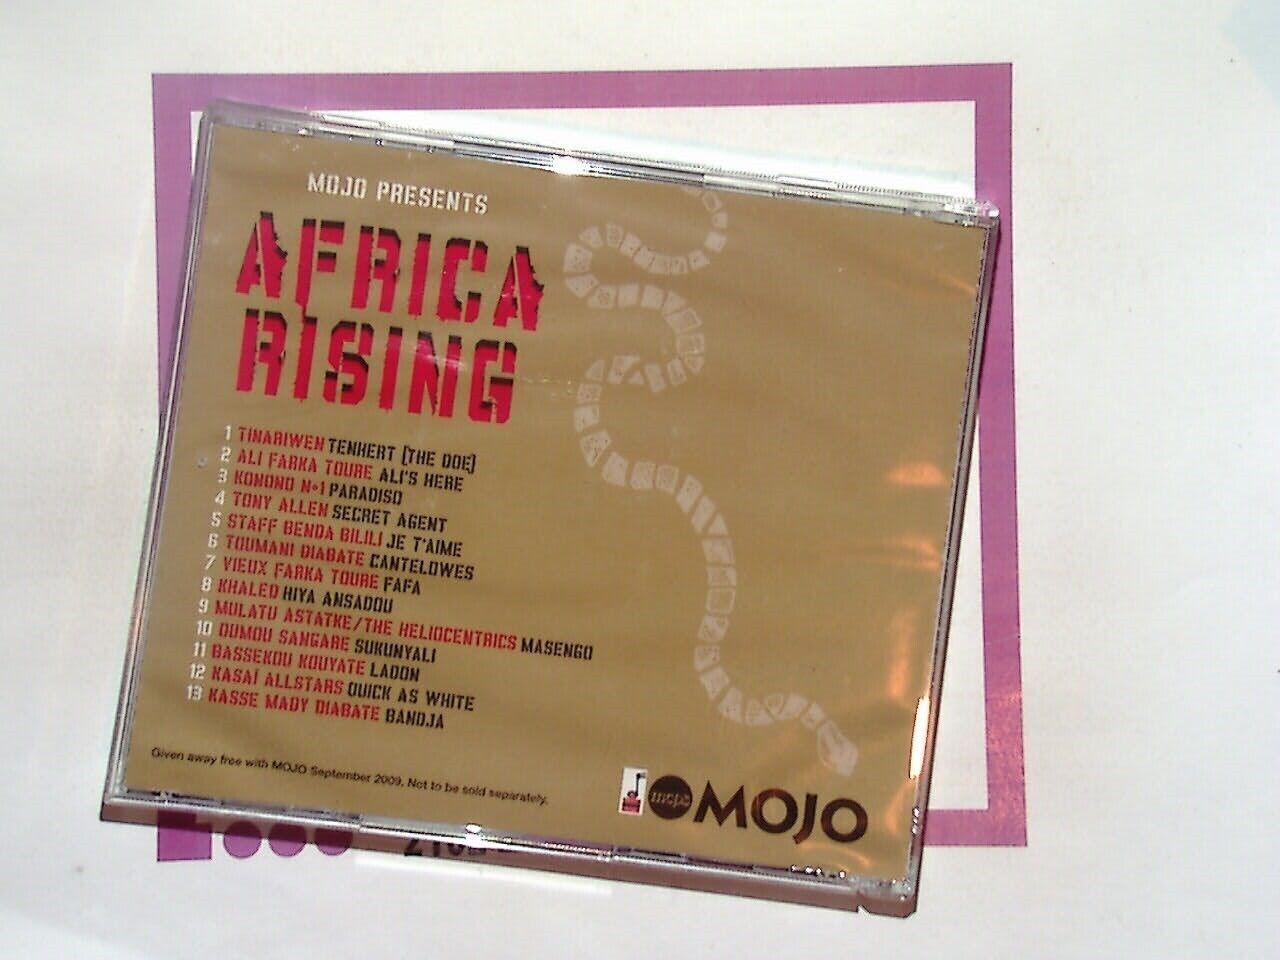 MOJO PRESENTS
AFRICA
RISING
1 TINARIWEN TENHERT (THE DOE)
2 ALI FARKA TOURE ALI'S HERE
3 KONONO Nº1 PARADISO
4 TONY ALLEN SECRET AGENT
5 STAFF BENDA BILILI JE T'AIME
6 TOUMANI DIABATE CANTELOWES
7 VIEUX FARKA TOURE FAFA
8 KHALED HIYA ANSADOU
9 MULATU ASTATKE/THE HELIOCENTRICS MASENGO
10 OUMOU SANGARE SUKUNYALI
11 BASSEKOU KOUYATE LADON
12 KASAÏ ALLSTARS QUICK AS WHITE
13 KASSE MADY DIABATE BANDJA
Given away free with MOJO September 2009. Not to be sold separately.
mcps MOJO